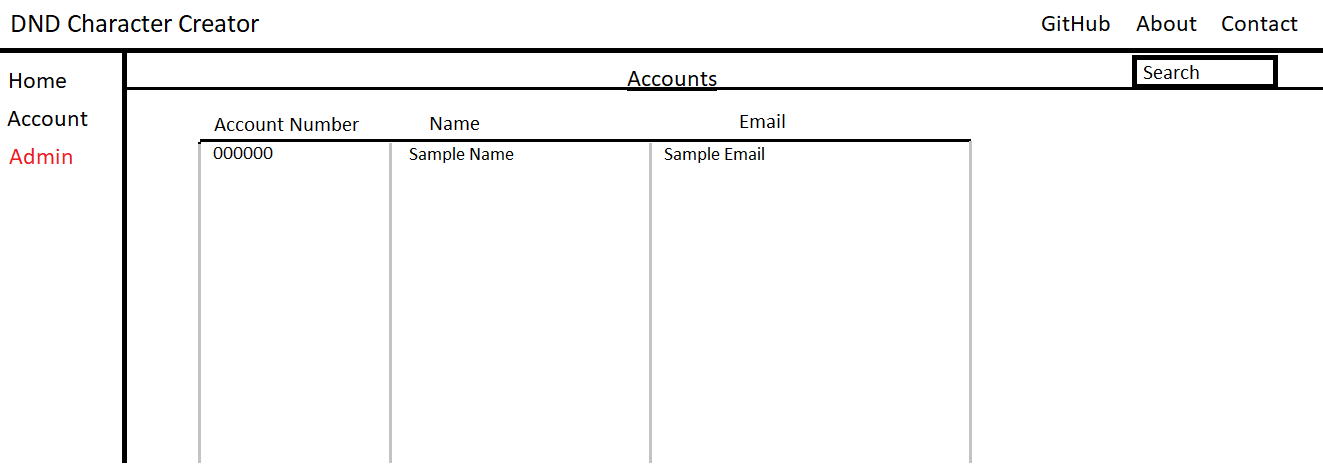 DND Character Creator
GitHub About Contact
Home
Account
Admin
Accounts
Search
Account Number Name Email
000000 Sample Name Sample Email